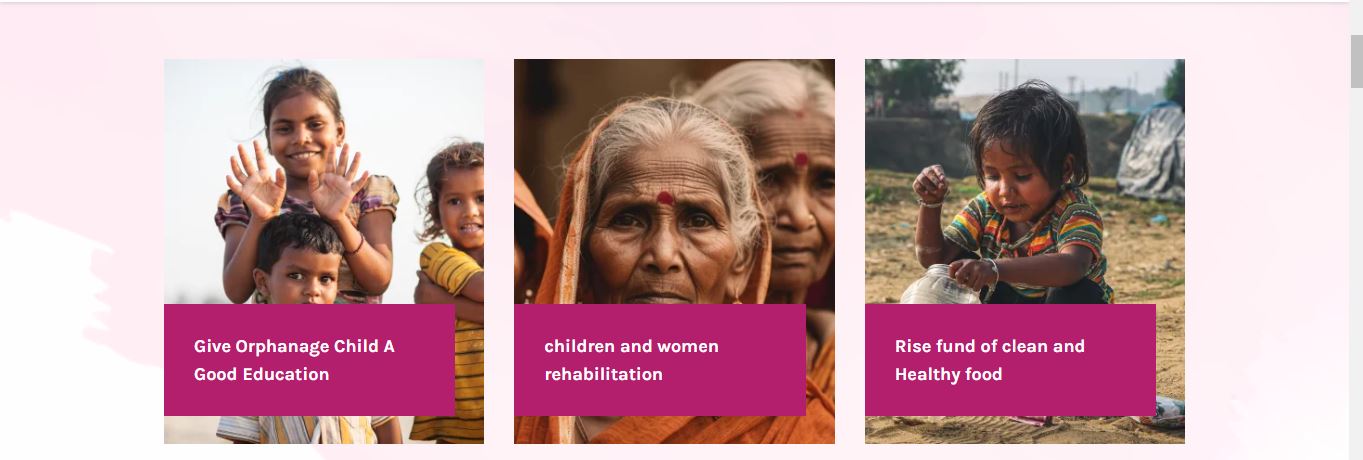 Give Orphanage Child A
Good Education
children and women
rehabilitation
Rise fund of clean and
Healthy food